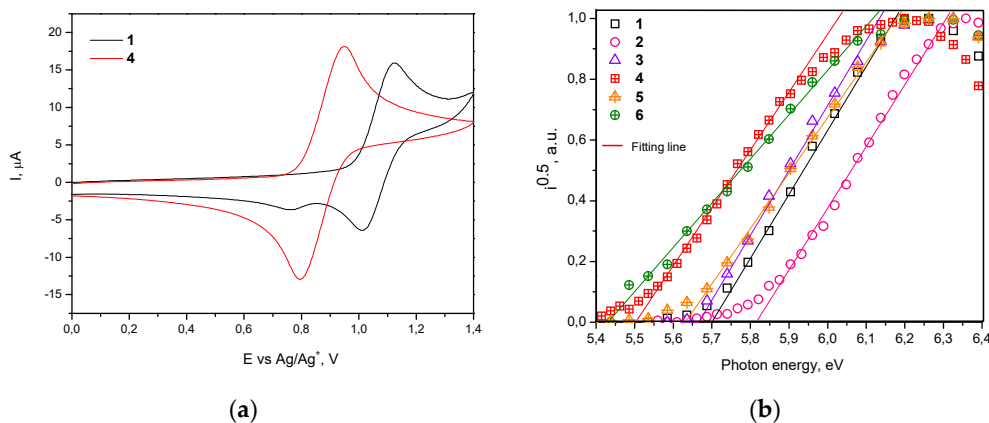 1
4
I, µA
25
20
15
10
5
0
-5
-10
-15
0,0 0,2 0,4 0,6 0,8 1,0 1,2 1,4
E vs Ag/Ag+, V
(a)
1
2
3
4
5
6
Fitting line
i^0.5, a.u.
1,0
0,8
0,6
0,4
0,2
0,0
5,4 5,5 5,6 5,7 5,8 5,9 6,0 6,1 6,2 6,3 6,4
Photon energy, eV
(b)